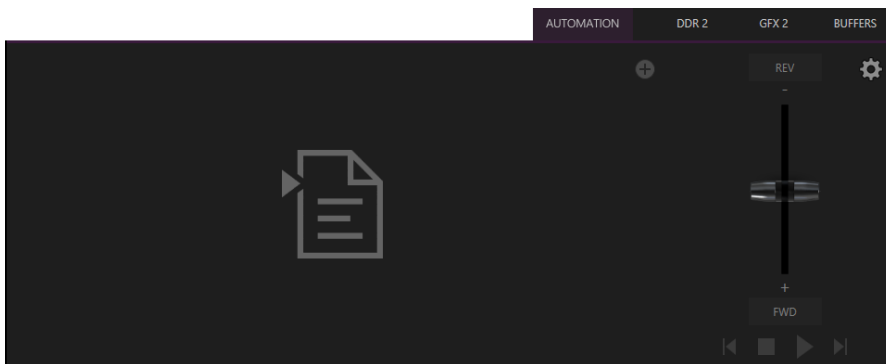 AUTOMATION DDR 2 GFX 2 BUFFERS
REV
-
+
FWD